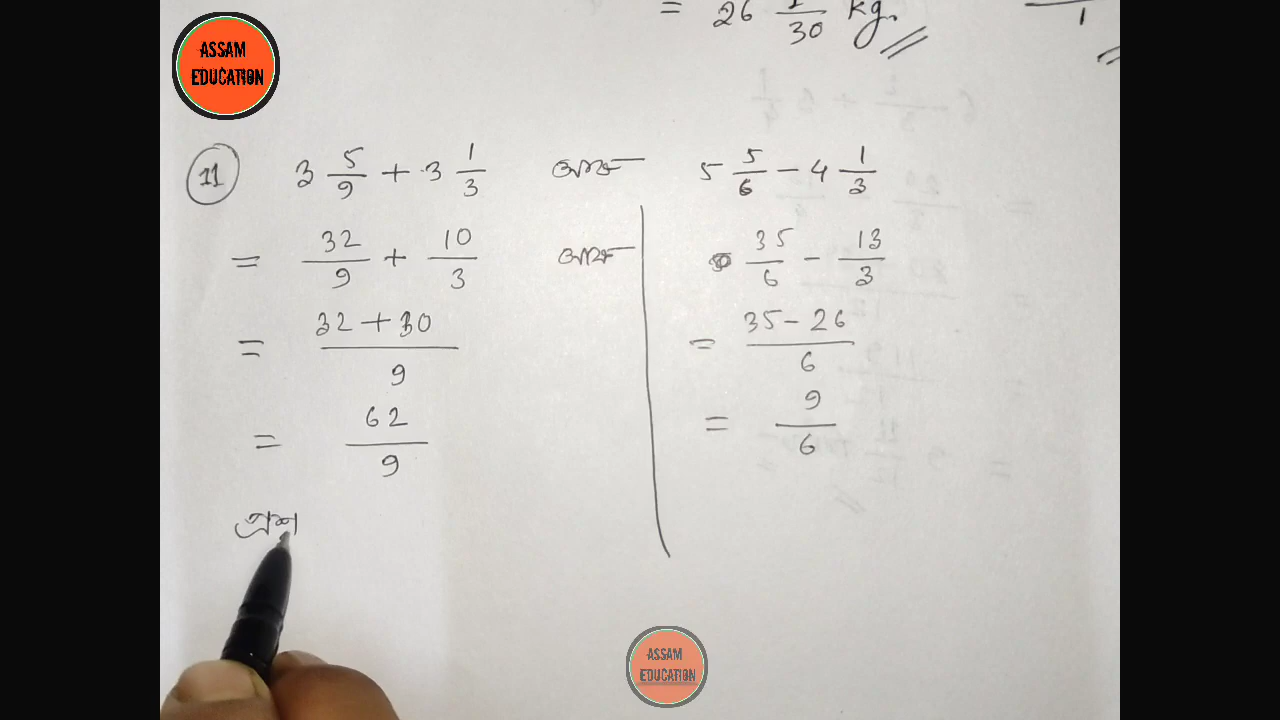 = 26 1/30 kg.
1
ASSAM
EDUCATION
11 3 5/9 + 3 1/3 আৰু 5 5/6 - 4 1/3
= 32/9 + 10/3 আৰু 35/6 - 13/3
= (32 + 30)/9 = (35 - 26)/6
= 62/9 = 9/6
প্ৰশ্
ASSAM
EDUCATION